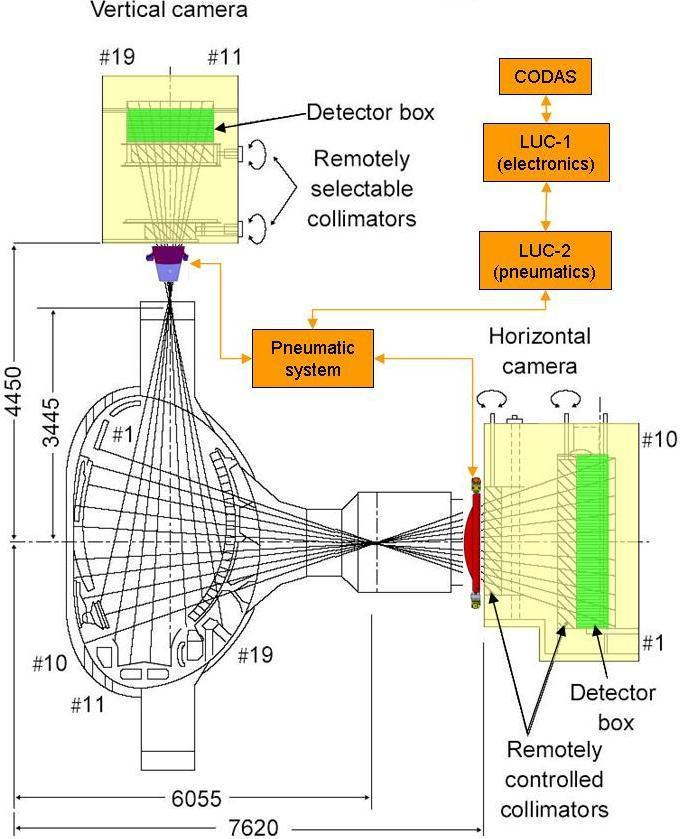 Vertical camera
#19
#11
CODAS
Detector box
LUC-1
(electronics)
Remotely
selectable
collimators
LUC-2
(pneumatics)
Pneumatic
system
Horizontal
camera
4450
3445
#1
#10
#10
#11
#19
#1
Detector
box
Remotely
controlled
collimators
6055
7620